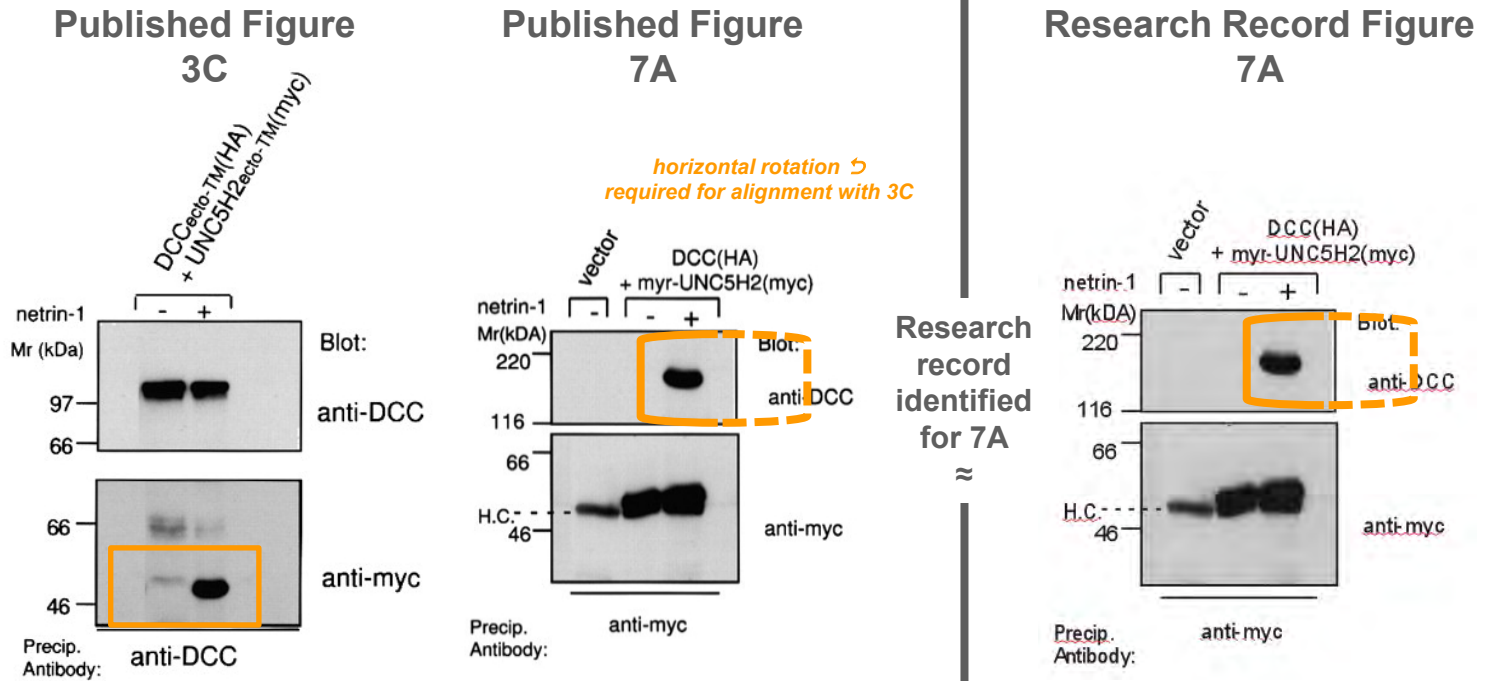 Published Figure
3C
DCCecto-TM(HA)
+ UNC5H2ecto-TM(myc)
netrin-1
- +
Mr (kDa)
Blot:
97
anti-DCC
66
66
anti-myc
46
Precip.
Antibody:
anti-DCC
Published Figure
7A
horizontal rotation
required for alignment with 3C
vector
DCC(HA)
+ myr-UNC5H2(myc)
netrin-1
- - +
Mr(kDA)
Blot:
220
anti-DCC
116
66
H.C.
46
anti-myc
anti-myc
Precip.
Antibody:
Research
record
identified
for 7A
≈
Research Record Figure
7A
vector
DCC(HA)
+ myr-UNC5H2(myc)
netrin-1
- - +
Mr(kDA)
Blot:
220
anti-DCC
116
66
H.C.
46
anti-myc
anti-myc
Precip.
Antibody: